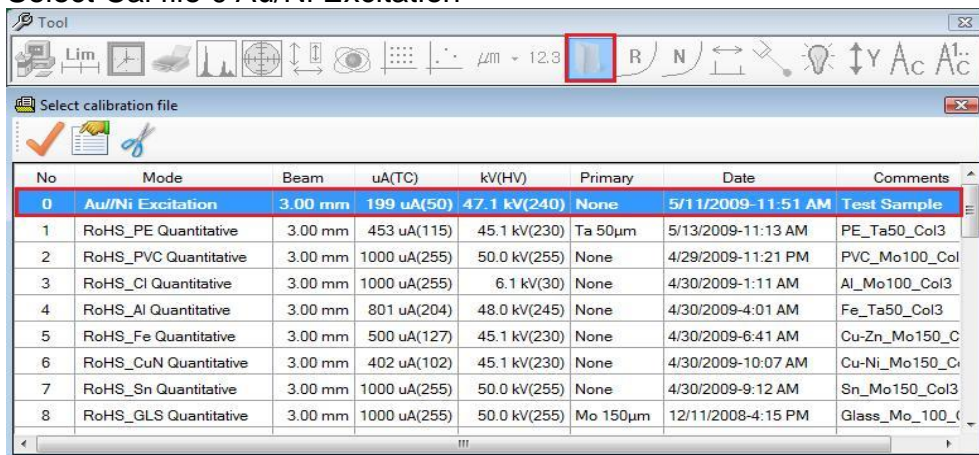 Select Cal file 0 Au/Ni Excitation
Tool
Lim µm 12.3 R N Y Ac
Select calibration file
No Mode Beam uA(TC) kV(HV) Primary Date Comments
0 Au//Ni Excitation 3.00 mm 199 uA(50) 47.1 kV(240) None 5/11/2009-11:51 AM Test Sample
1 RoHS_PE Quantitative 3.00 mm 453 uA(115) 45.1 kV(230) Ta 50µm 5/13/2009-11:13 AM PE_Ta50_Col3
2 RoHS_PVC Quantitative 3.00 mm 1000 uA(255) 50.0 kV(255) None 4/29/2009-11:21 PM PVC_Mo100_Col
3 RoHS_Cl Quantitative 3.00 mm 1000 uA(255) 6.1 kV(30) None 4/30/2009-1:11 AM Al_Mo100_Col3
4 RoHS_Al Quantitative 3.00 mm 801 uA(204) 48.0 kV(245) None 4/30/2009-4:01 AM Fe_Ta50_Col3
5 RoHS_Fe Quantitative 3.00 mm 500 uA(127) 45.1 kV(230) None 4/30/2009-6:41 AM Cu-Zn_Mo150_C
6 RoHS_CuN Quantitative 3.00 mm 402 uA(102) 45.1 kV(230) None 4/30/2009-10:07 AM Cu-Ni_Mo150_C
7 RoHS_Sn Quantitative 3.00 mm 1000 uA(255) 50.0 kV(255) None 4/30/2009-9:12 AM Sn_Mo150_Col3
8 RoHS_GLS Quantitative 3.00 mm 1000 uA(255) 50.0 kV(255) Mo 150µm 12/11/2008-4:15 PM Glass_Mo_100_